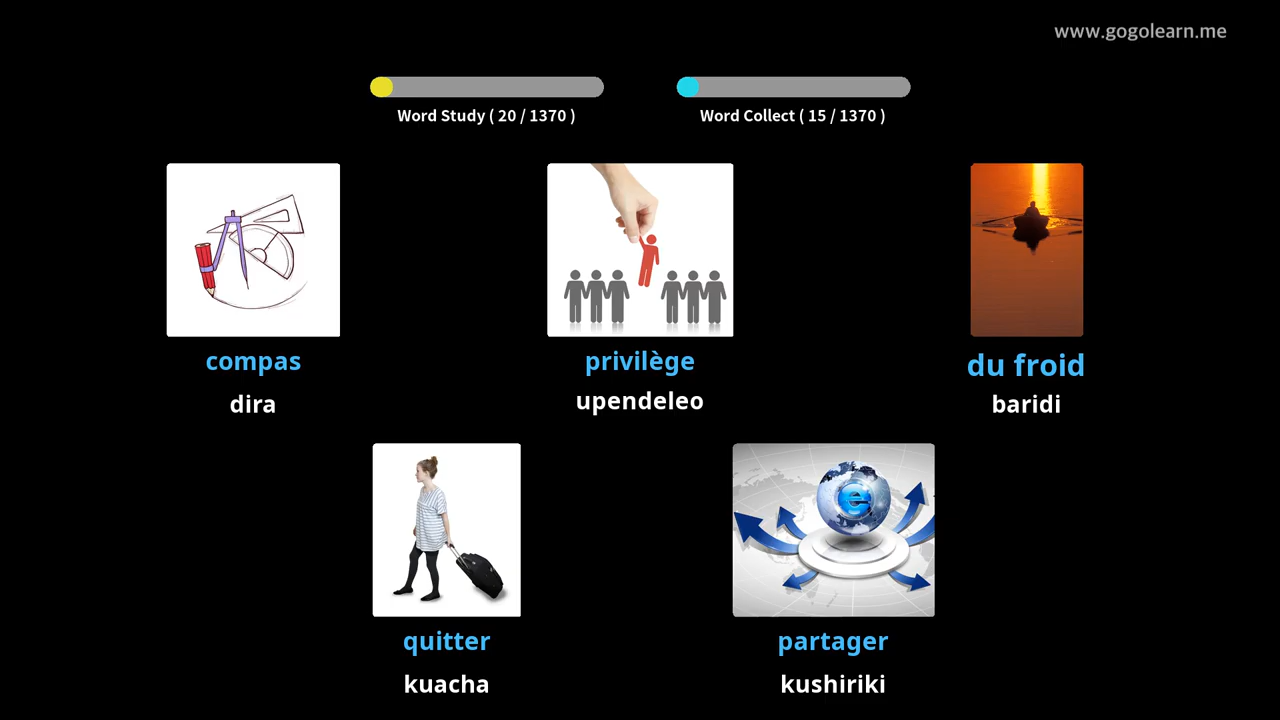 www.gogolearn.me
Word Study ( 20 / 1370 )
Word Collect ( 15 / 1370 )
compas
privilège
du froid
dira
upendeleo
baridi
e
quitter
partager
kuacha
kushiriki